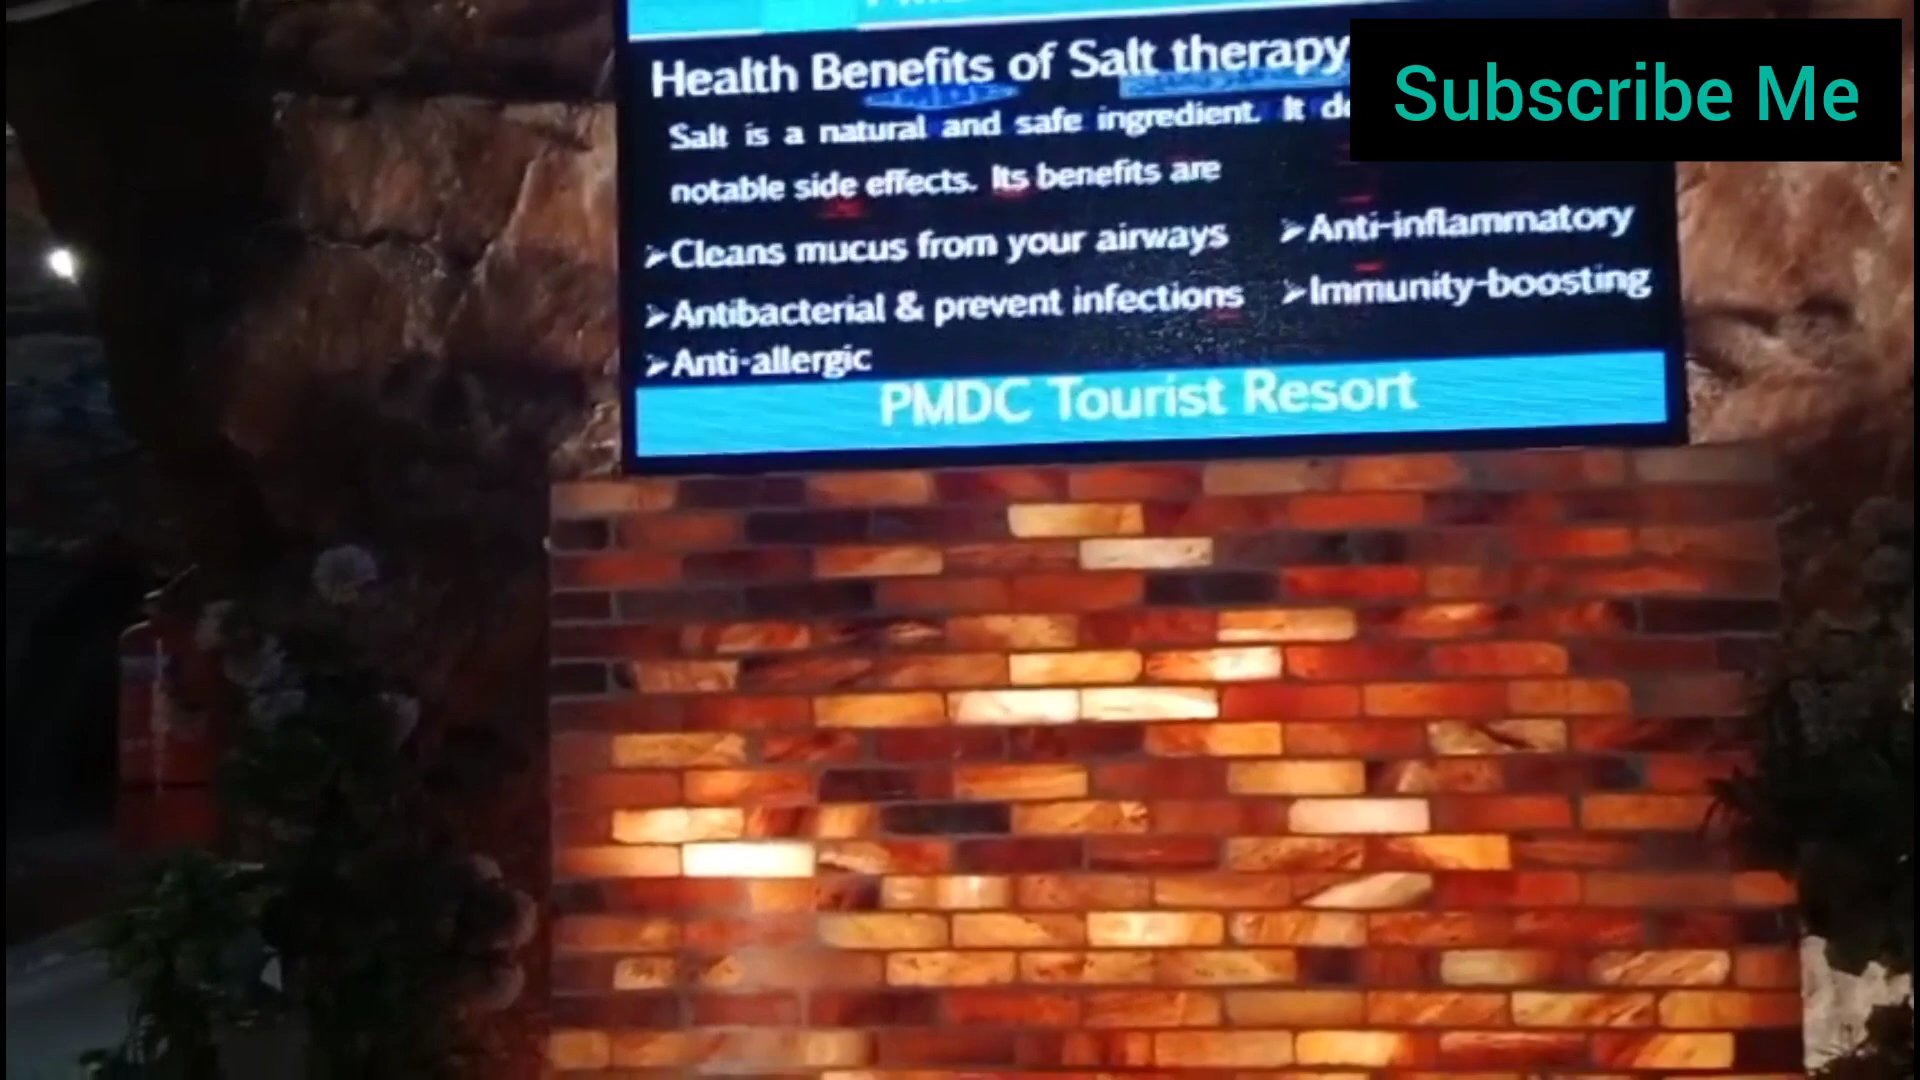 Health Benefits of Salt therapy
Subscribe Me
Salt is a natural and safe ingredient. It
notable side effects. Its benefits are
➢Cleans mucus from your airways
➢Anti-inflammatory
➢Antibacterial & prevent infections
➢Immunity-boosting
➢Anti-allergic
PMDC Tourist Resort